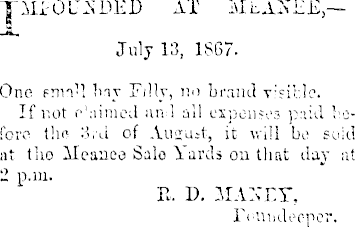 IMPOUNDED AT MEANEE,—
July 13, 1867.
One small bay Filly, no brand visible.
If not claimed and all expenses paid be-
fore the 3rd of August, it will be sold
at the Meanee Sale Yards on that day at
2 p.m.
R. D. MANEY,
Poundkeeper.